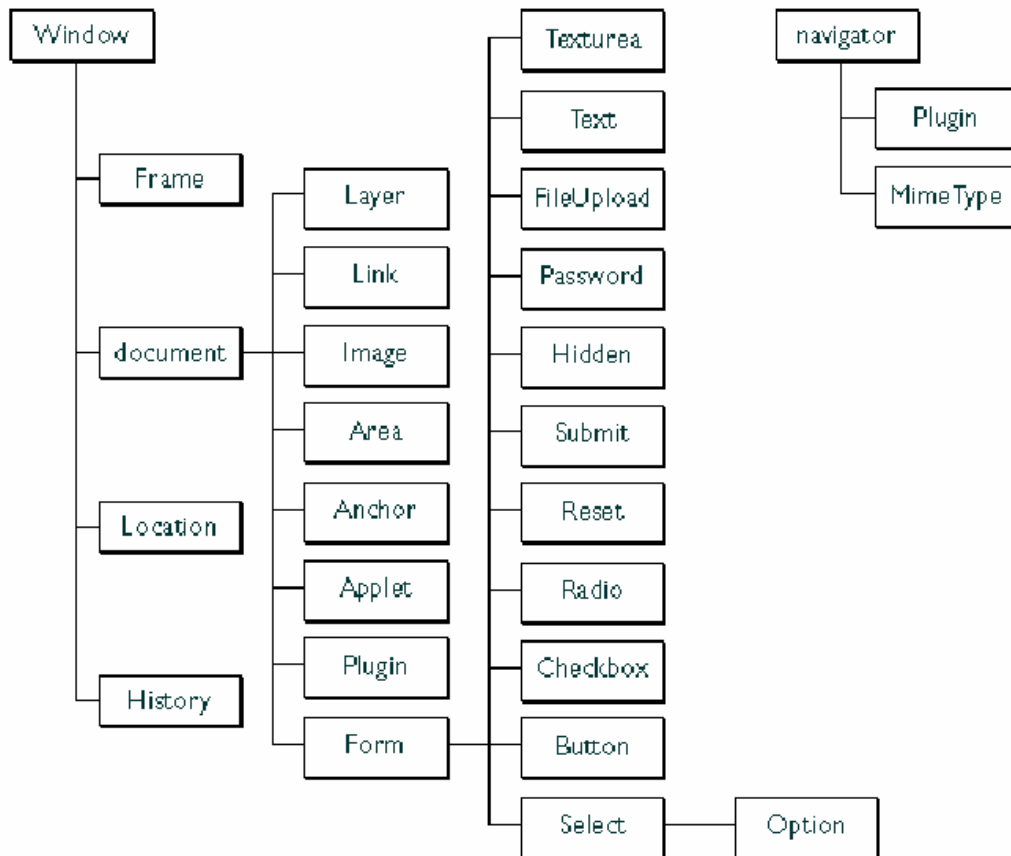 Window
Frame
document
Location
History
Layer
Link
Image
Area
Anchor
Applet
Plugin
Form
Texturea
Text
FileUpload
Password
Hidden
Submit
Reset
Radio
Checkbox
Button
Select
Option
navigator
Plugin
MimeType